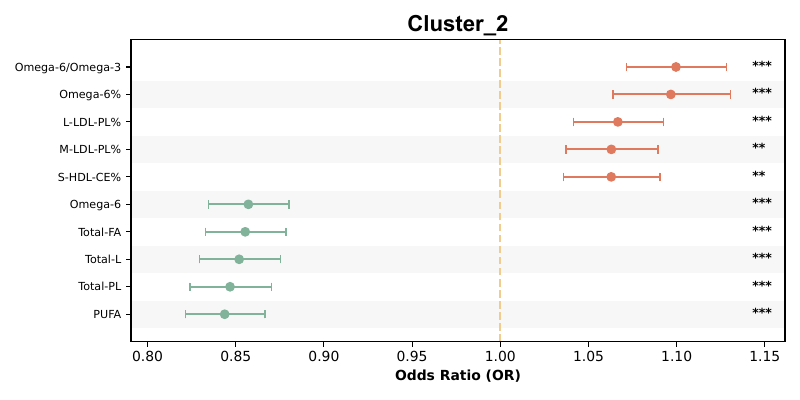 Cluster_2
Omega-6/Omega-3 ***
Omega-6% ***
L-LDL-PL% ***
M-LDL-PL% **
S-HDL-CE% **
Omega-6 ***
Total-FA ***
Total-L ***
Total-PL ***
PUFA ***
0.80 0.85 0.90 0.95 1.00 1.05 1.10 1.15
Odds Ratio (OR)